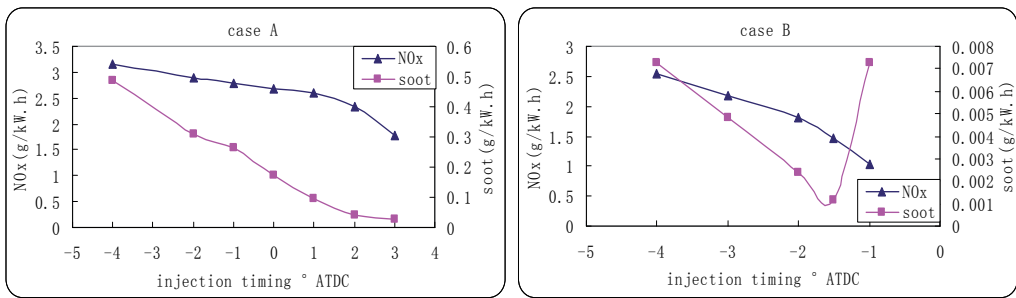 case A
3.5
3
2.5
2
1.5
1
0.5
0
NOx(g/kW.h)
0.6
0.5
0.4
0.3
0.2
0.1
0
soot(g/kW.h)
NOx
soot
-5 -4 -3 -2 -1 0 1 2 3 4
injection timing ° ATDC
case B
3
2.5
2
1.5
1
0.5
0
NOx(g/kW.h)
0.008
0.007
0.006
0.005
0.004
0.003
0.002
0.001
0
soot(g/kW.h)
NOx
soot
-5 -4 -3 -2 -1 0
injection timing ° ATDC